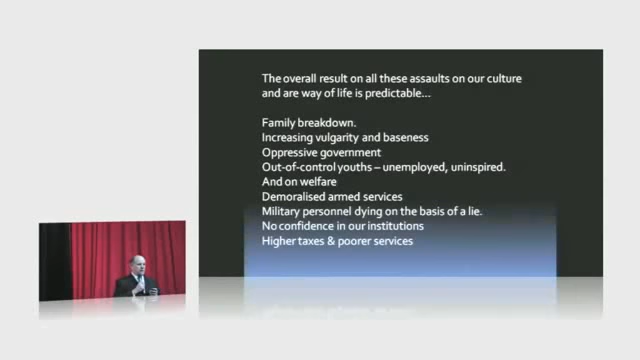 The overall result on all these assaults on our culture
and are way of life is predictable...
Family breakdown.
Increasing vulgarity and baseness
Oppressive government
Out-of-control youths – unemployed, uninspired.
And on welfare
Demoralised armed services
Military personnel dying on the basis of a lie.
No confidence in our institutions
Higher taxes & poorer services